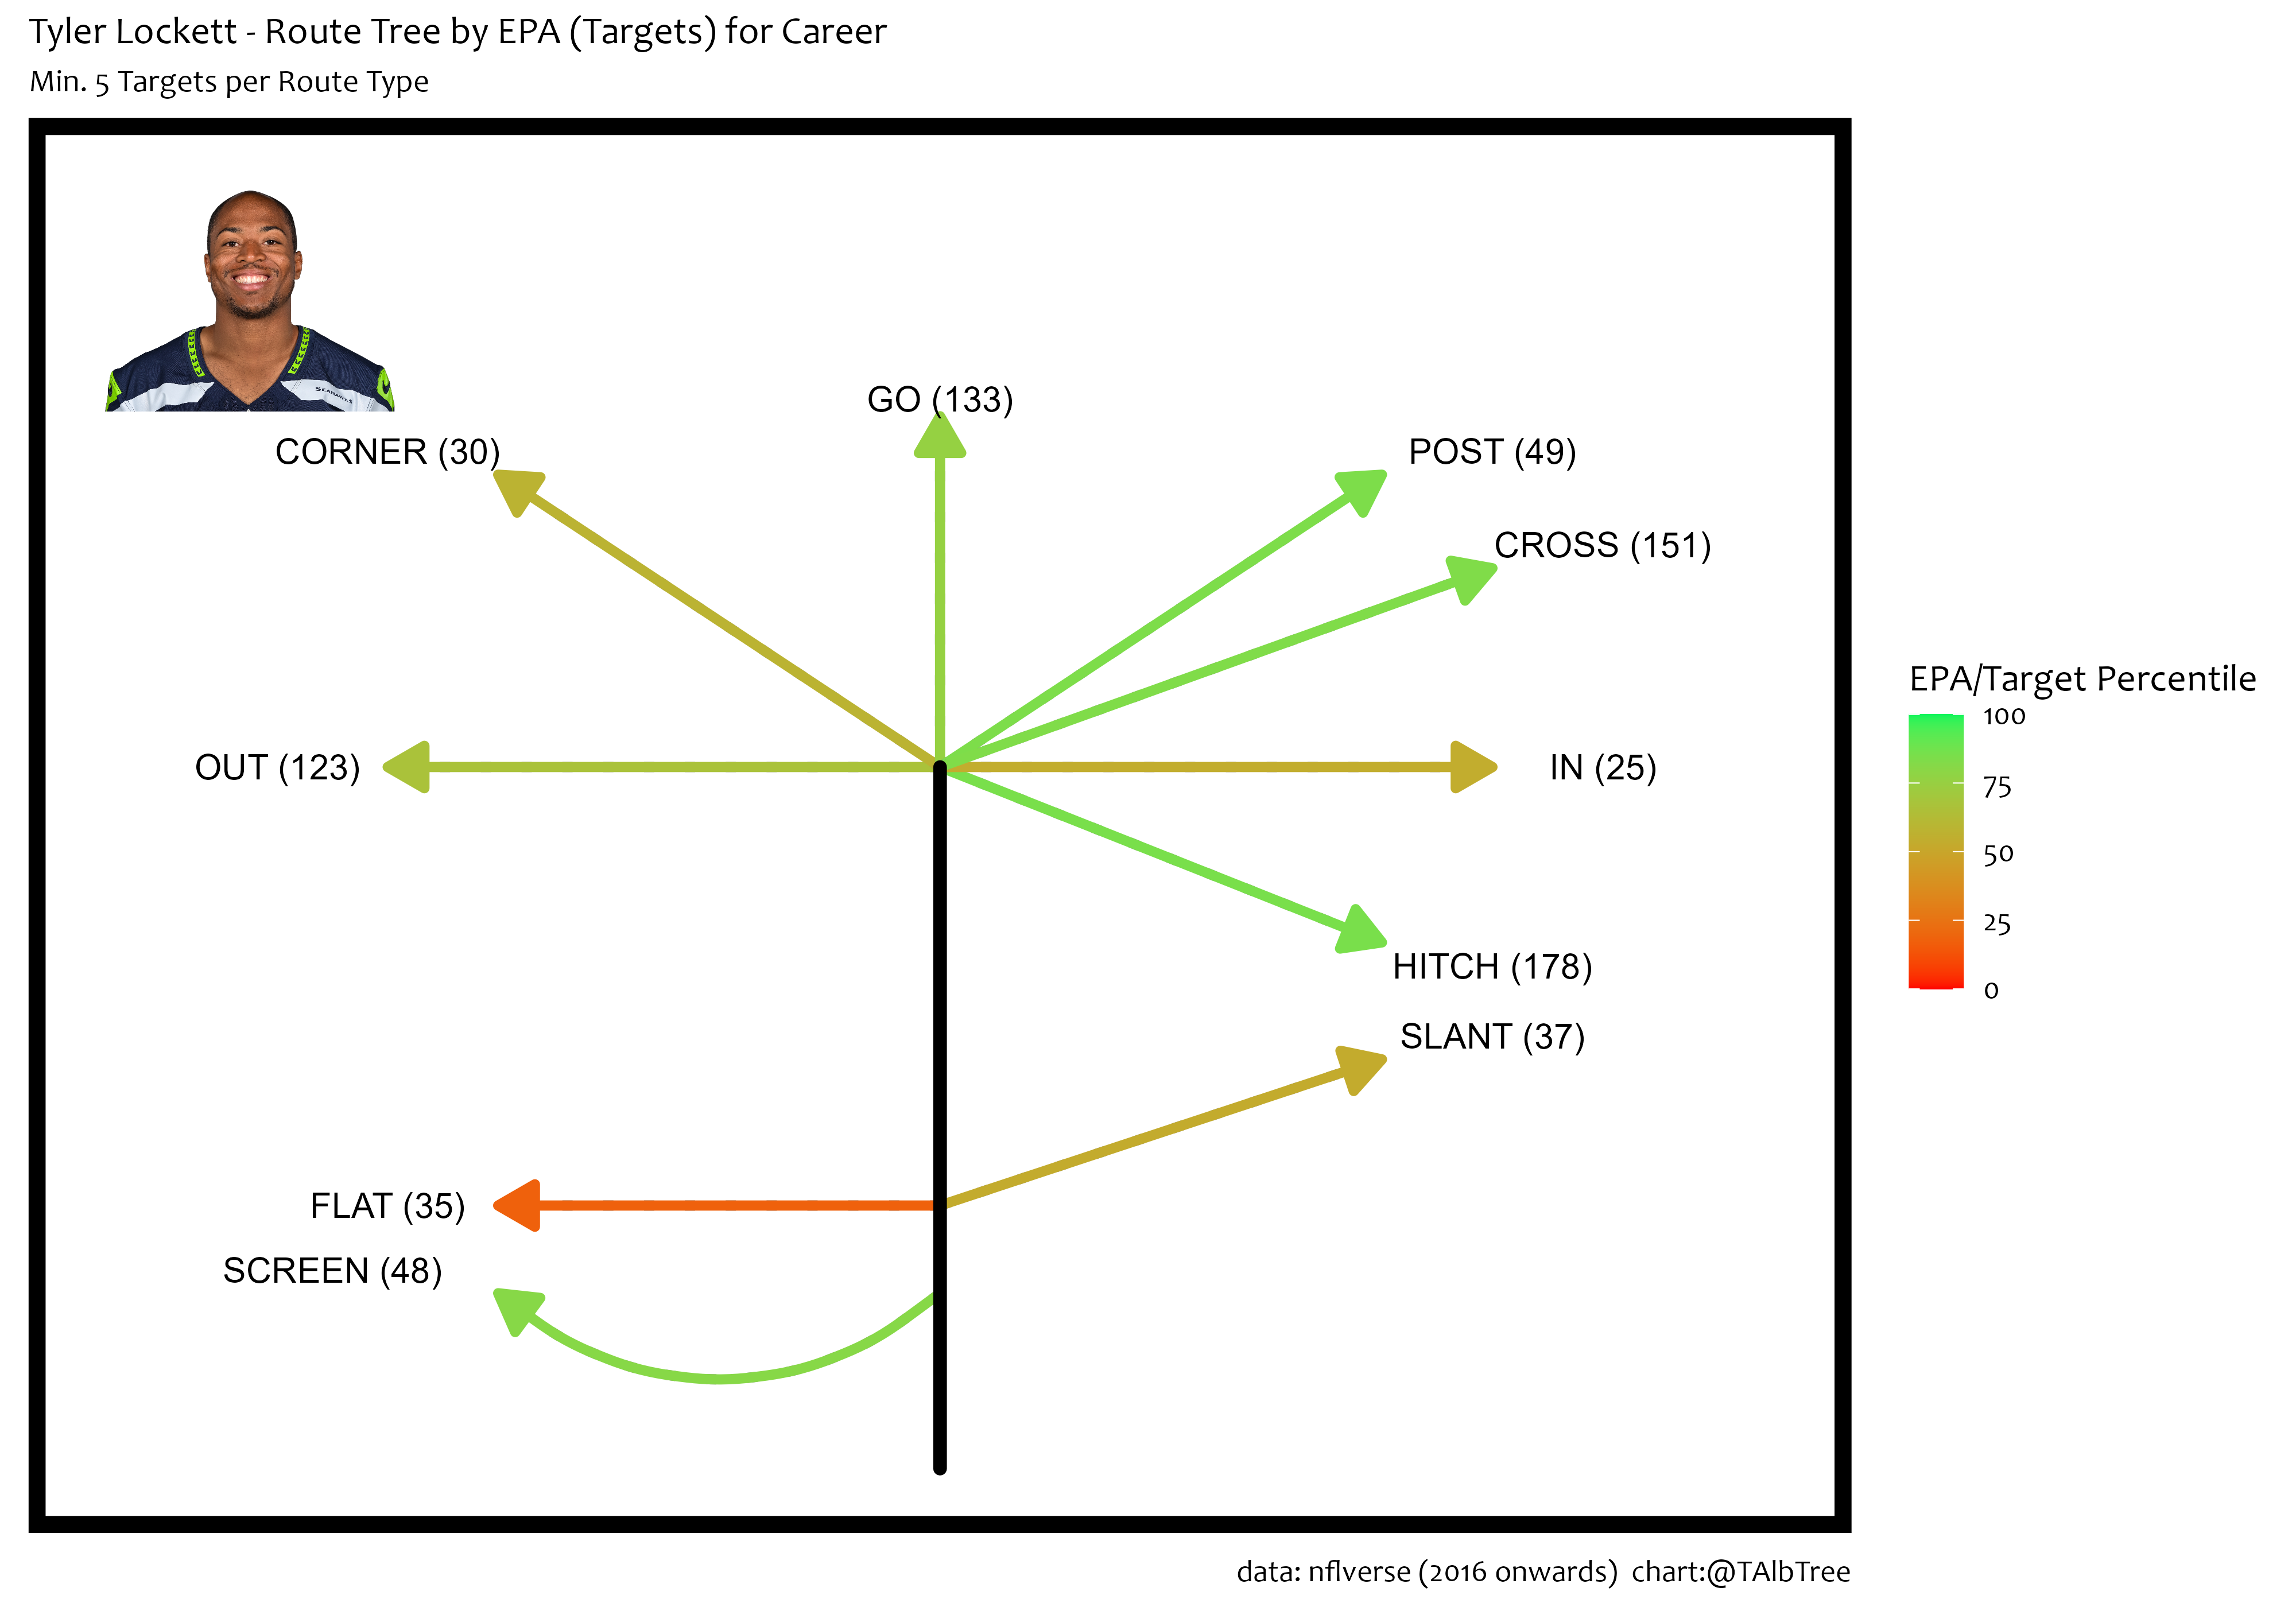 Tyler Lockett - Route Tree by EPA (Targets) for Career
Min. 5 Targets per Route Type
SEAHAWKS
GO (133)
CORNER (30)
POST (49)
CROSS (151)
EPA/Target Percentile
100
75
50
25
0
OUT (123)
IN (25)
HITCH (178)
SLANT (37)
FLAT (35)
SCREEN (48)
data: nflverse (2016 onwards)  chart:@TAlbTree